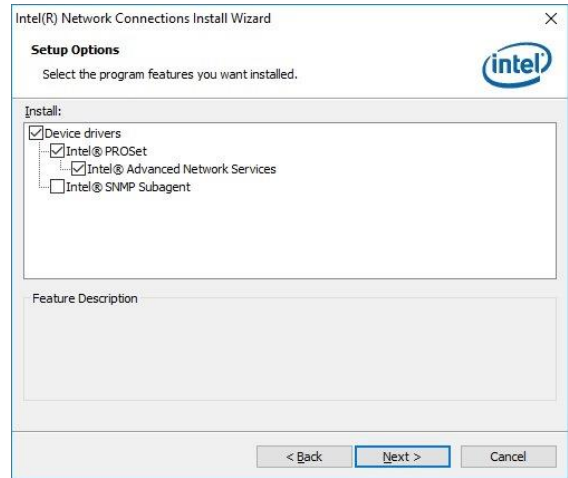 Intel(R) Network Connections Install Wizard
Setup Options
Select the program features you want installed.
intel
Install:
Device drivers
Intel® PROSet
Intel® Advanced Network Services
Intel® SNMP Subagent
Feature Description
< Back
Next >
Cancel